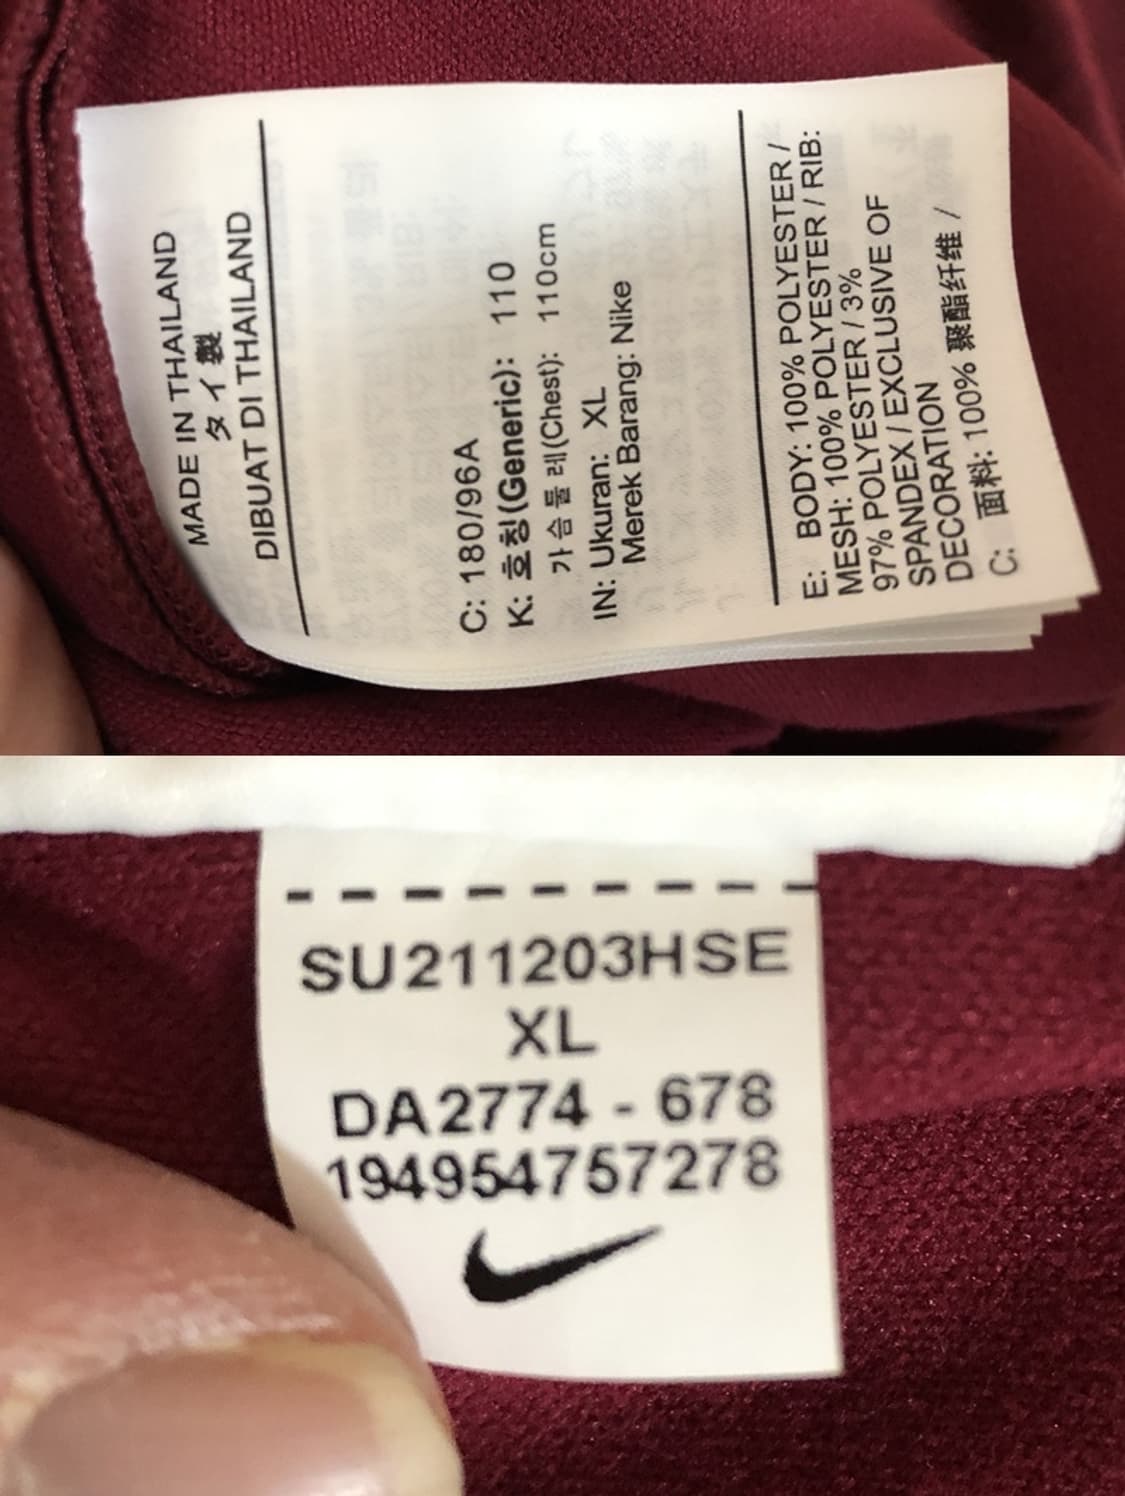 MADE IN THAILAND
タイ製
DIBUAT DI THAILAND
C: 180/96A
K: 호칭(Generic): 110
가슴둘레(Chest): 110cm
IN: Ukuran: XL
Merek Barang: Nike
E: BODY: 100% POLYESTER /
MESH: 100% POLYESTER / RIB:
97% POLYESTER / 3%
SPANDEX / EXCLUSIVE OF
DECORATION
C: 面料: 100% 聚酯纤维 /
SU211203HSE
XL
DA2774 - 678
194954757278